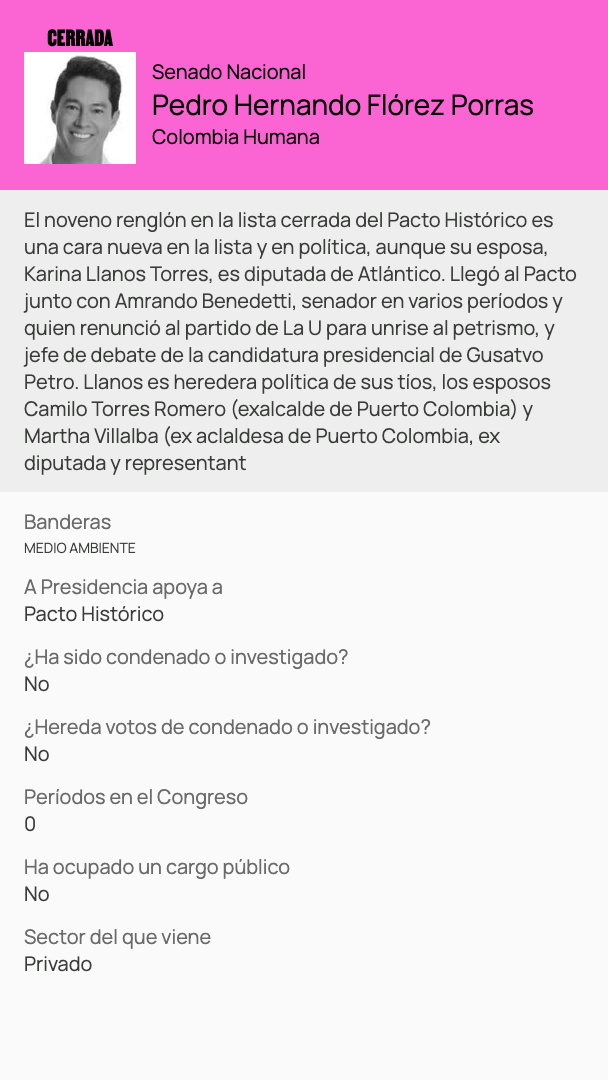 CERRADA
Senado Nacional
Pedro Hernando Flórez Porras
Colombia Humana
El noveno renglón en la lista cerrada del Pacto Histórico es
una cara nueva en la lista y en política, aunque su esposa,
Karina Llanos Torres, es diputada de Atlántico. Llegó al Pacto
junto con Amrando Benedetti, senador en varios períodos y
quien renunció al partido de La U para unrise al petrismo, y
jefe de debate de la candidatura presidencial de Gusatvo
Petro. Llanos es heredera política de sus tíos, los esposos
Camilo Torres Romero (exalcalde de Puerto Colombia) y
Martha Villalba (ex aclaldesa de Puerto Colombia, ex
diputada y representant
Banderas
MEDIO AMBIENTE
A Presidencia apoya a
Pacto Histórico
¿Ha sido condenado o investigado?
No
¿Hereda votos de condenado o investigado?
No
Períodos en el Congreso
0
Ha ocupado un cargo público
No
Sector del que viene
Privado